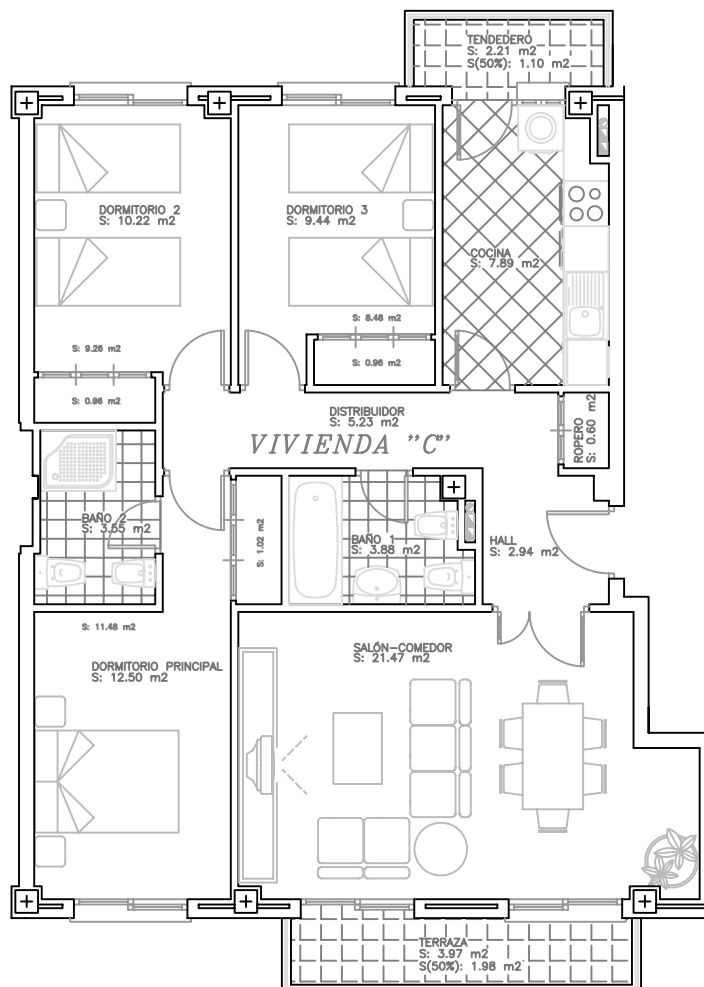 TENDEDERO
S: 2.21 m2
S(50%): 1.10 m2
DORMITORIO 2
S: 10.22 m2
DORMITORIO 3
S: 9.44 m2
COCINA
S: 7.89 m2
S: 9.26 m2
S: 8.48 m2
S: 0.96 m2
S: 0.96 m2
DISTRIBUIDOR
S: 5.23 m2
VIVIENDA "C"
ROPERO
S: 0.60 m2
BAÑO 2
S: 3.55 m2
S: 1.02 m2
BAÑO 1
S: 3.88 m2
HALL
S: 2.94 m2
S: 11.48 m2
DORMITORIO PRINCIPAL
S: 12.50 m2
SALÓN-COMEDOR
S: 21.47 m2
TERRAZA
S: 3.97 m2
S(50%): 1.98 m2